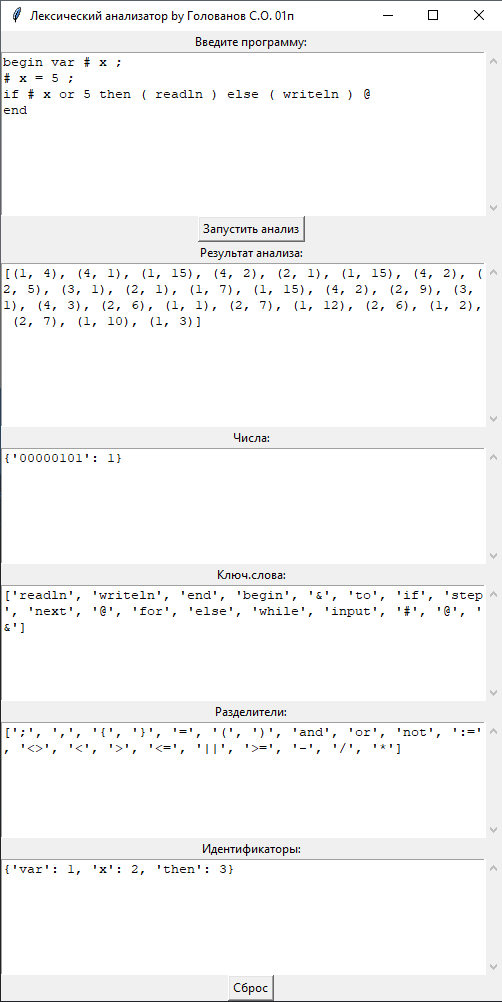 Лексический анализатор by Голованов С.О. 01п
Введите программу:
begin var # x ;
# x = 5 ;
if # x or 5 then ( readln ) else ( writeln ) @
end
Запустить анализ
Результат анализа:
[(1, 4), (4, 1), (1, 15), (4, 2), (2, 1), (1, 15), (4, 2), (
2, 5), (3, 1), (2, 1), (1, 7), (1, 15), (4, 2), (2, 9), (3,
1), (4, 3), (2, 6), (1, 1), (2, 7), (1, 12), (2, 6), (1, 2),
 (2, 7), (1, 10), (1, 3)]
Числа:
{'00000101': 1}
Ключ.слова:
['readln', 'writeln', 'end', 'begin', '&', 'to', 'if', 'step
', 'next', '@', 'for', 'else', 'while', 'input', '#', '@', '
&']
Разделители:
[';', ',', '{', '}', '=', '(', ')', 'and', 'or', 'not', ':='
, '<>', '<', '>', '<=', '||', '>=', '-', '/', '*']
Идентификаторы:
{'var': 1, 'x': 2, 'then': 3}
Сброс